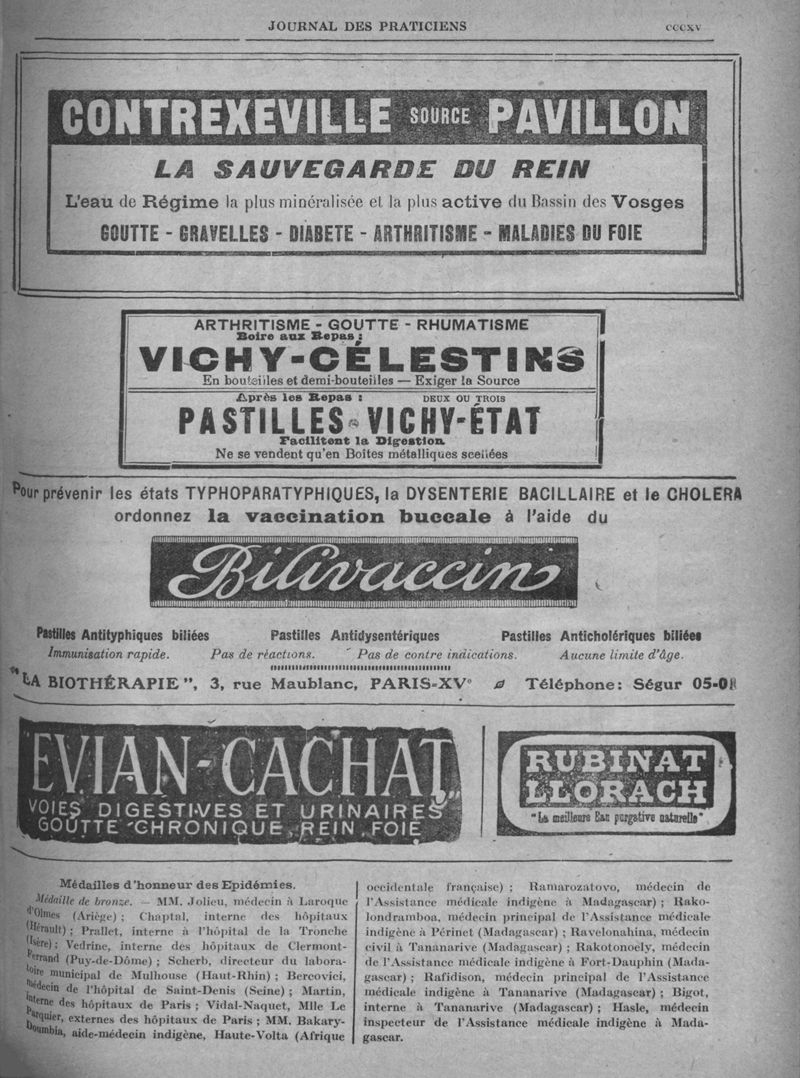 JOURNAL DES PRATICIENS
CCCXV
CONTREXEVILLE SOURCE PAVILLON
LA SAUVEGARDE DU REIN
L'eau de Régime la plus minéralisée et la plus active du Bassin des Vosges
GOUTTE - GRAVELLES - DIABETE - ARTHRITISME - MALADIES DU FOIE
ARTHRITISME - GOUTTE - RHUMATISME
Boire aux Repas :
VICHY-CÉLESTINS
En bouteilles et demi-bouteilles — Exiger la Source
Après les Repas : DEUX OU TROIS
PASTILLES VICHY-ÉTAT
Facilitent la Digestion
Ne se vendent qu'en Boîtes métalliques scellées
Pour prévenir les états TYPHOPARATYPHIQUES, la DYSENTERIE BACILLAIRE et le CHOLERA
ordonnez la vaccination buccale à l'aide du
Bilivaccin
Pastilles Antityphiques biliées Pastilles Antidysentériques Pastilles Anticholériques biliées
Immunisation rapide. Pas de réactions. Pas de contre indications. Aucune limite d'âge.
"LA BIOTHÉRAPIE", 3, rue Maublanc, PARIS-XVe Téléphone: Ségur 05-01
EVIAN-CACHAT
VOIES DIGESTIVES ET URINAIRES
GOUTTE CHRONIQUE, REIN, FOIE
RUBINAT
LLORACH
"La meilleure Eau purgative naturelle"
Médailles d'honneur des Epidémies.
Médaille de bronze. — MM. Jolieu, médecin à Laroque
d'Olmes (Ariège) ; Chaptal, interne des hôpitaux
(Hérault) ; Prallet, interne à l'hôpital de la Tronche
(Isère) ; Vedrine, interne des hôpitaux de Clermont-
Ferrand (Puy-de-Dôme) ; Scherb, directeur du labora-
toire municipal de Mulhouse (Haut-Rhin) ; Bercovici,
médecin de l'hôpital de Saint-Denis (Seine) ; Martin,
interne des hôpitaux de Paris ; Vidal-Naquet, Mlle Le
Parquier, externes des hôpitaux de Paris ; MM. Bakary-
Doumbia, aide-médecin indigène, Haute-Volta (Afrique
occidentale française) ; Ramarozatovo, médecin de
l'Assistance médicale indigène à Madagascar) ; Rako-
londramboa, médecin principal de l'Assistance médicale
indigène à Périnet (Madagascar) ; Ravelonahina, médecin
civil à Tananarive (Madagascar) ; Rakotonoely, médecin
de l'Assistance médicale indigène à Fort-Dauphin (Mada-
gascar) ; Rafidison, médecin principal de l'Assistance
médicale indigène à Tananarive (Madagascar) ; Bigot,
interne à Tananarive (Madagascar) ; Hasle, médecin
inspecteur de l'Assistance médicale indigène à Mada-
gascar.